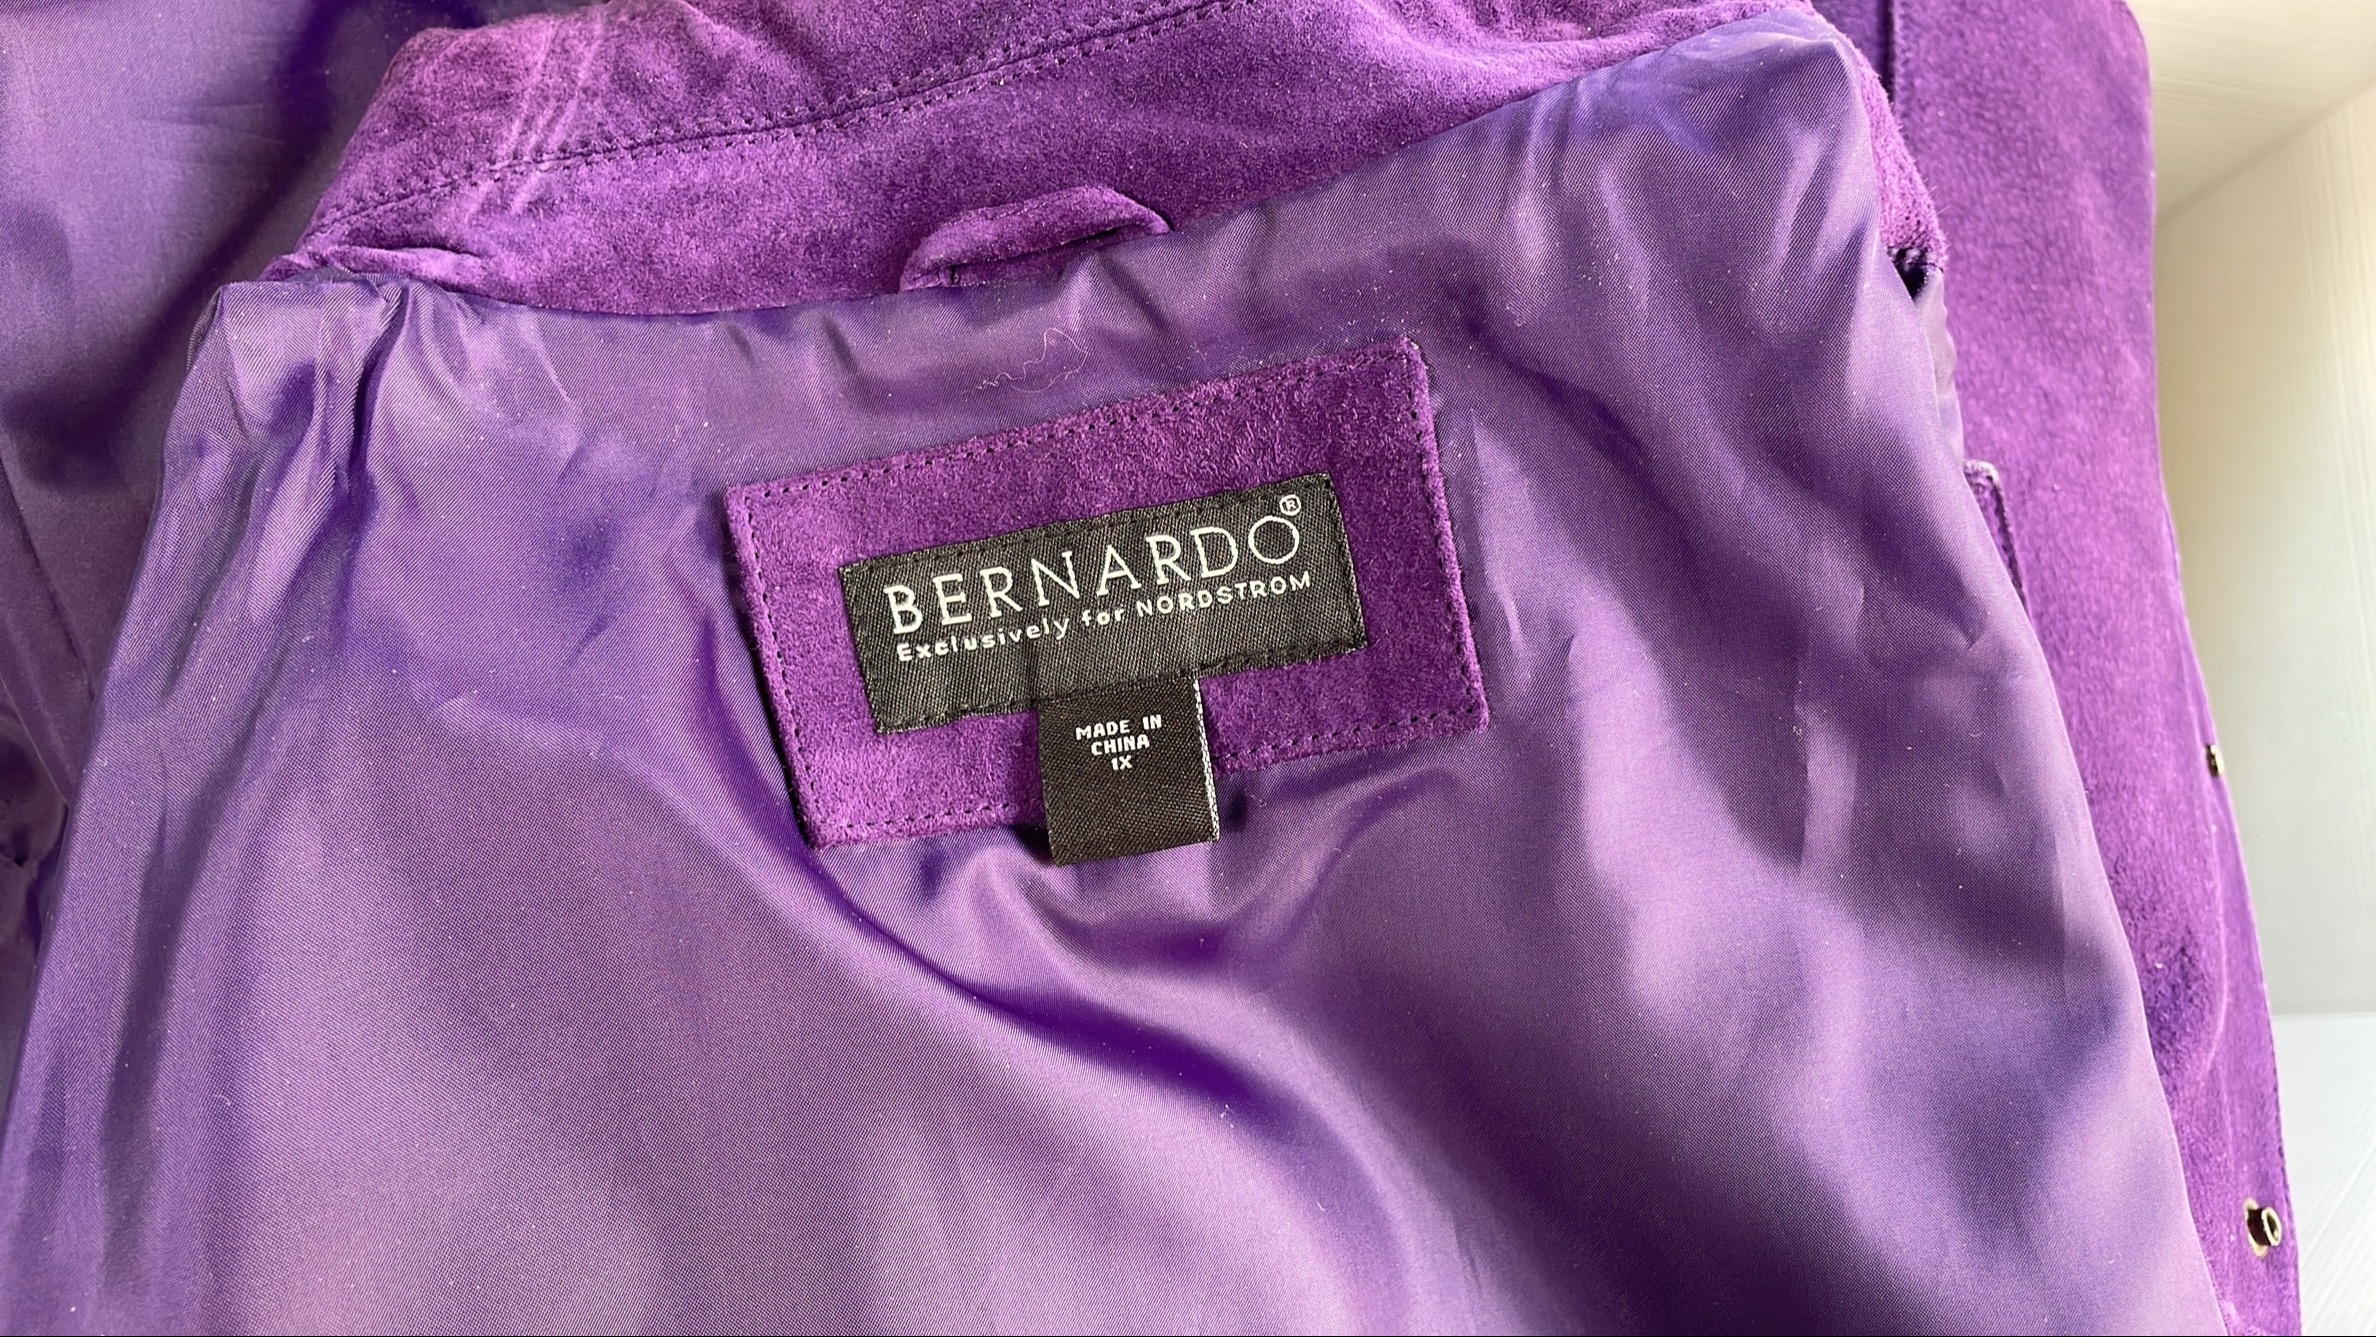 BERNARDO®
Exclusively for NORDSTROM
MADE IN
CHINA
1X